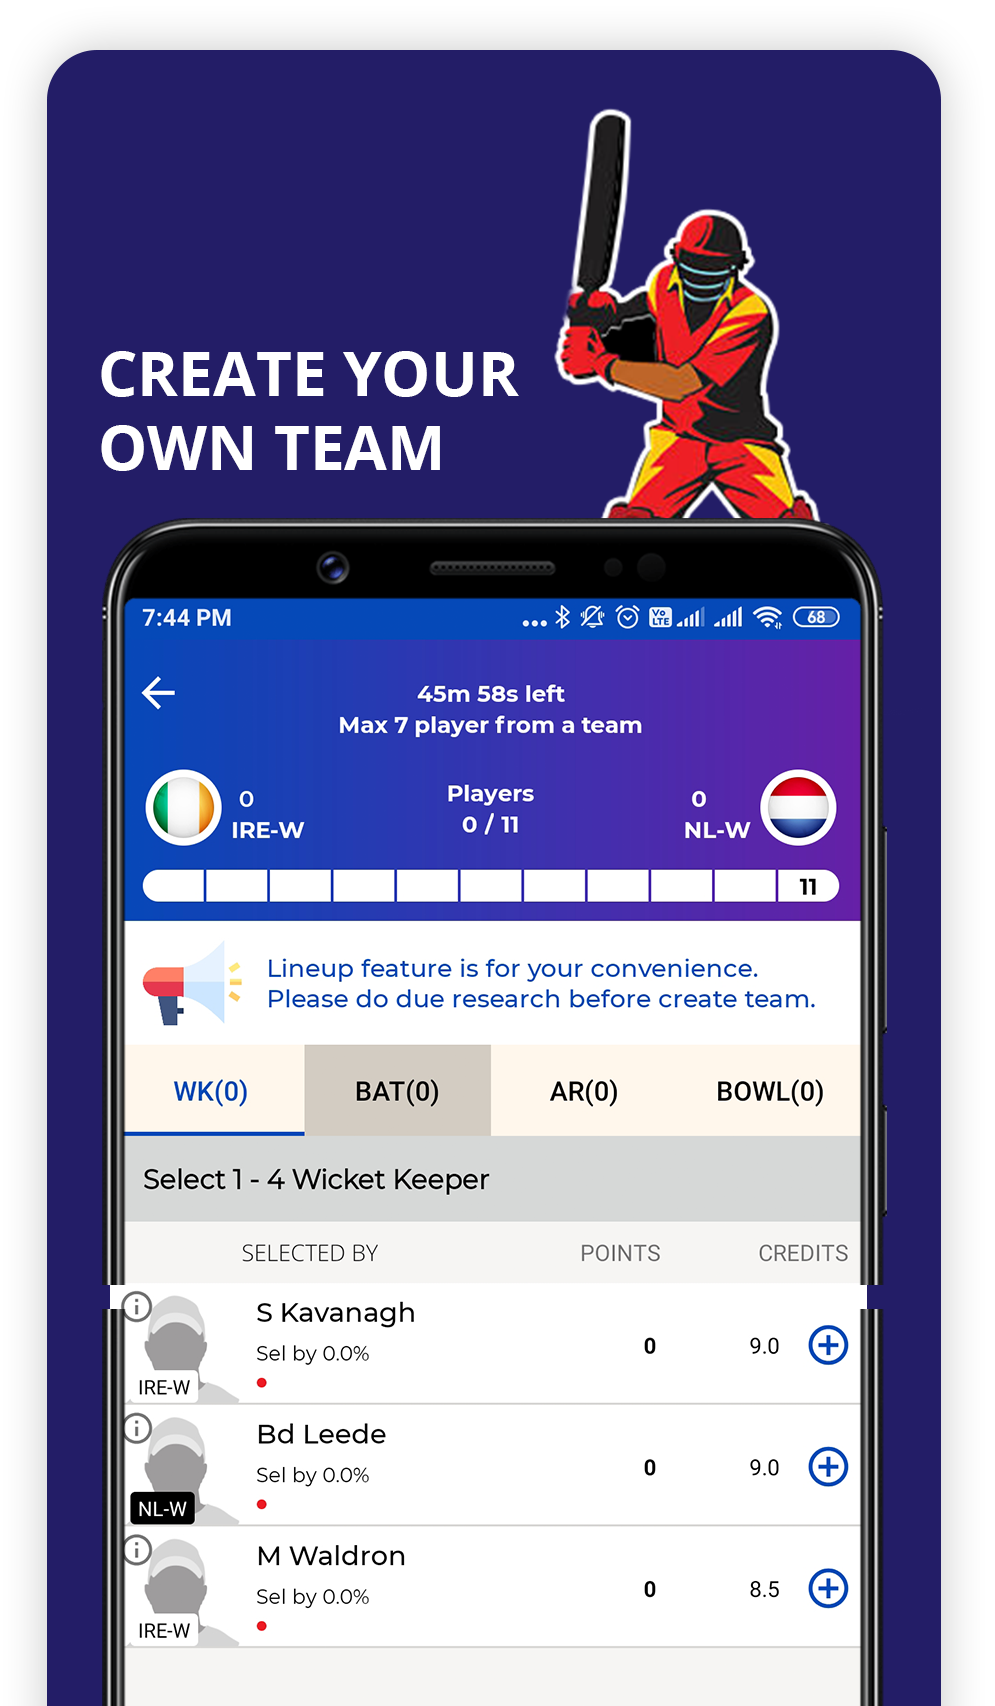 CREATE YOUR
OWN TEAM
7:44 PM
Vo LTE
68
45m 58s left
Max 7 player from a team
0
IRE-W
Players
0 / 11
0
NL-W
11
Lineup feature is for your convenience.
Please do due research before create team.
WK(0) BAT(0) AR(0) BOWL(0)
Select 1 - 4 Wicket Keeper
SELECTED BY POINTS CREDITS
S Kavanagh
Sel by 0.0% 0 9.0
IRE-W
Bd Leede
Sel by 0.0% 0 9.0
NL-W
M Waldron
Sel by 0.0% 0 8.5
IRE-W